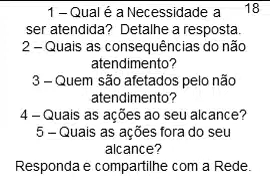 1 – Qual é a Necessidade a 18
ser atendida? Detalhe a resposta.
2 – Quais as consequências do não
atendimento?
3 – Quem são afetados pelo não
atendimento?
4 – Quais as ações ao seu alcance?
5 – Quais as ações fora do seu
alcance?
Responda e compartilhe com a Rede.